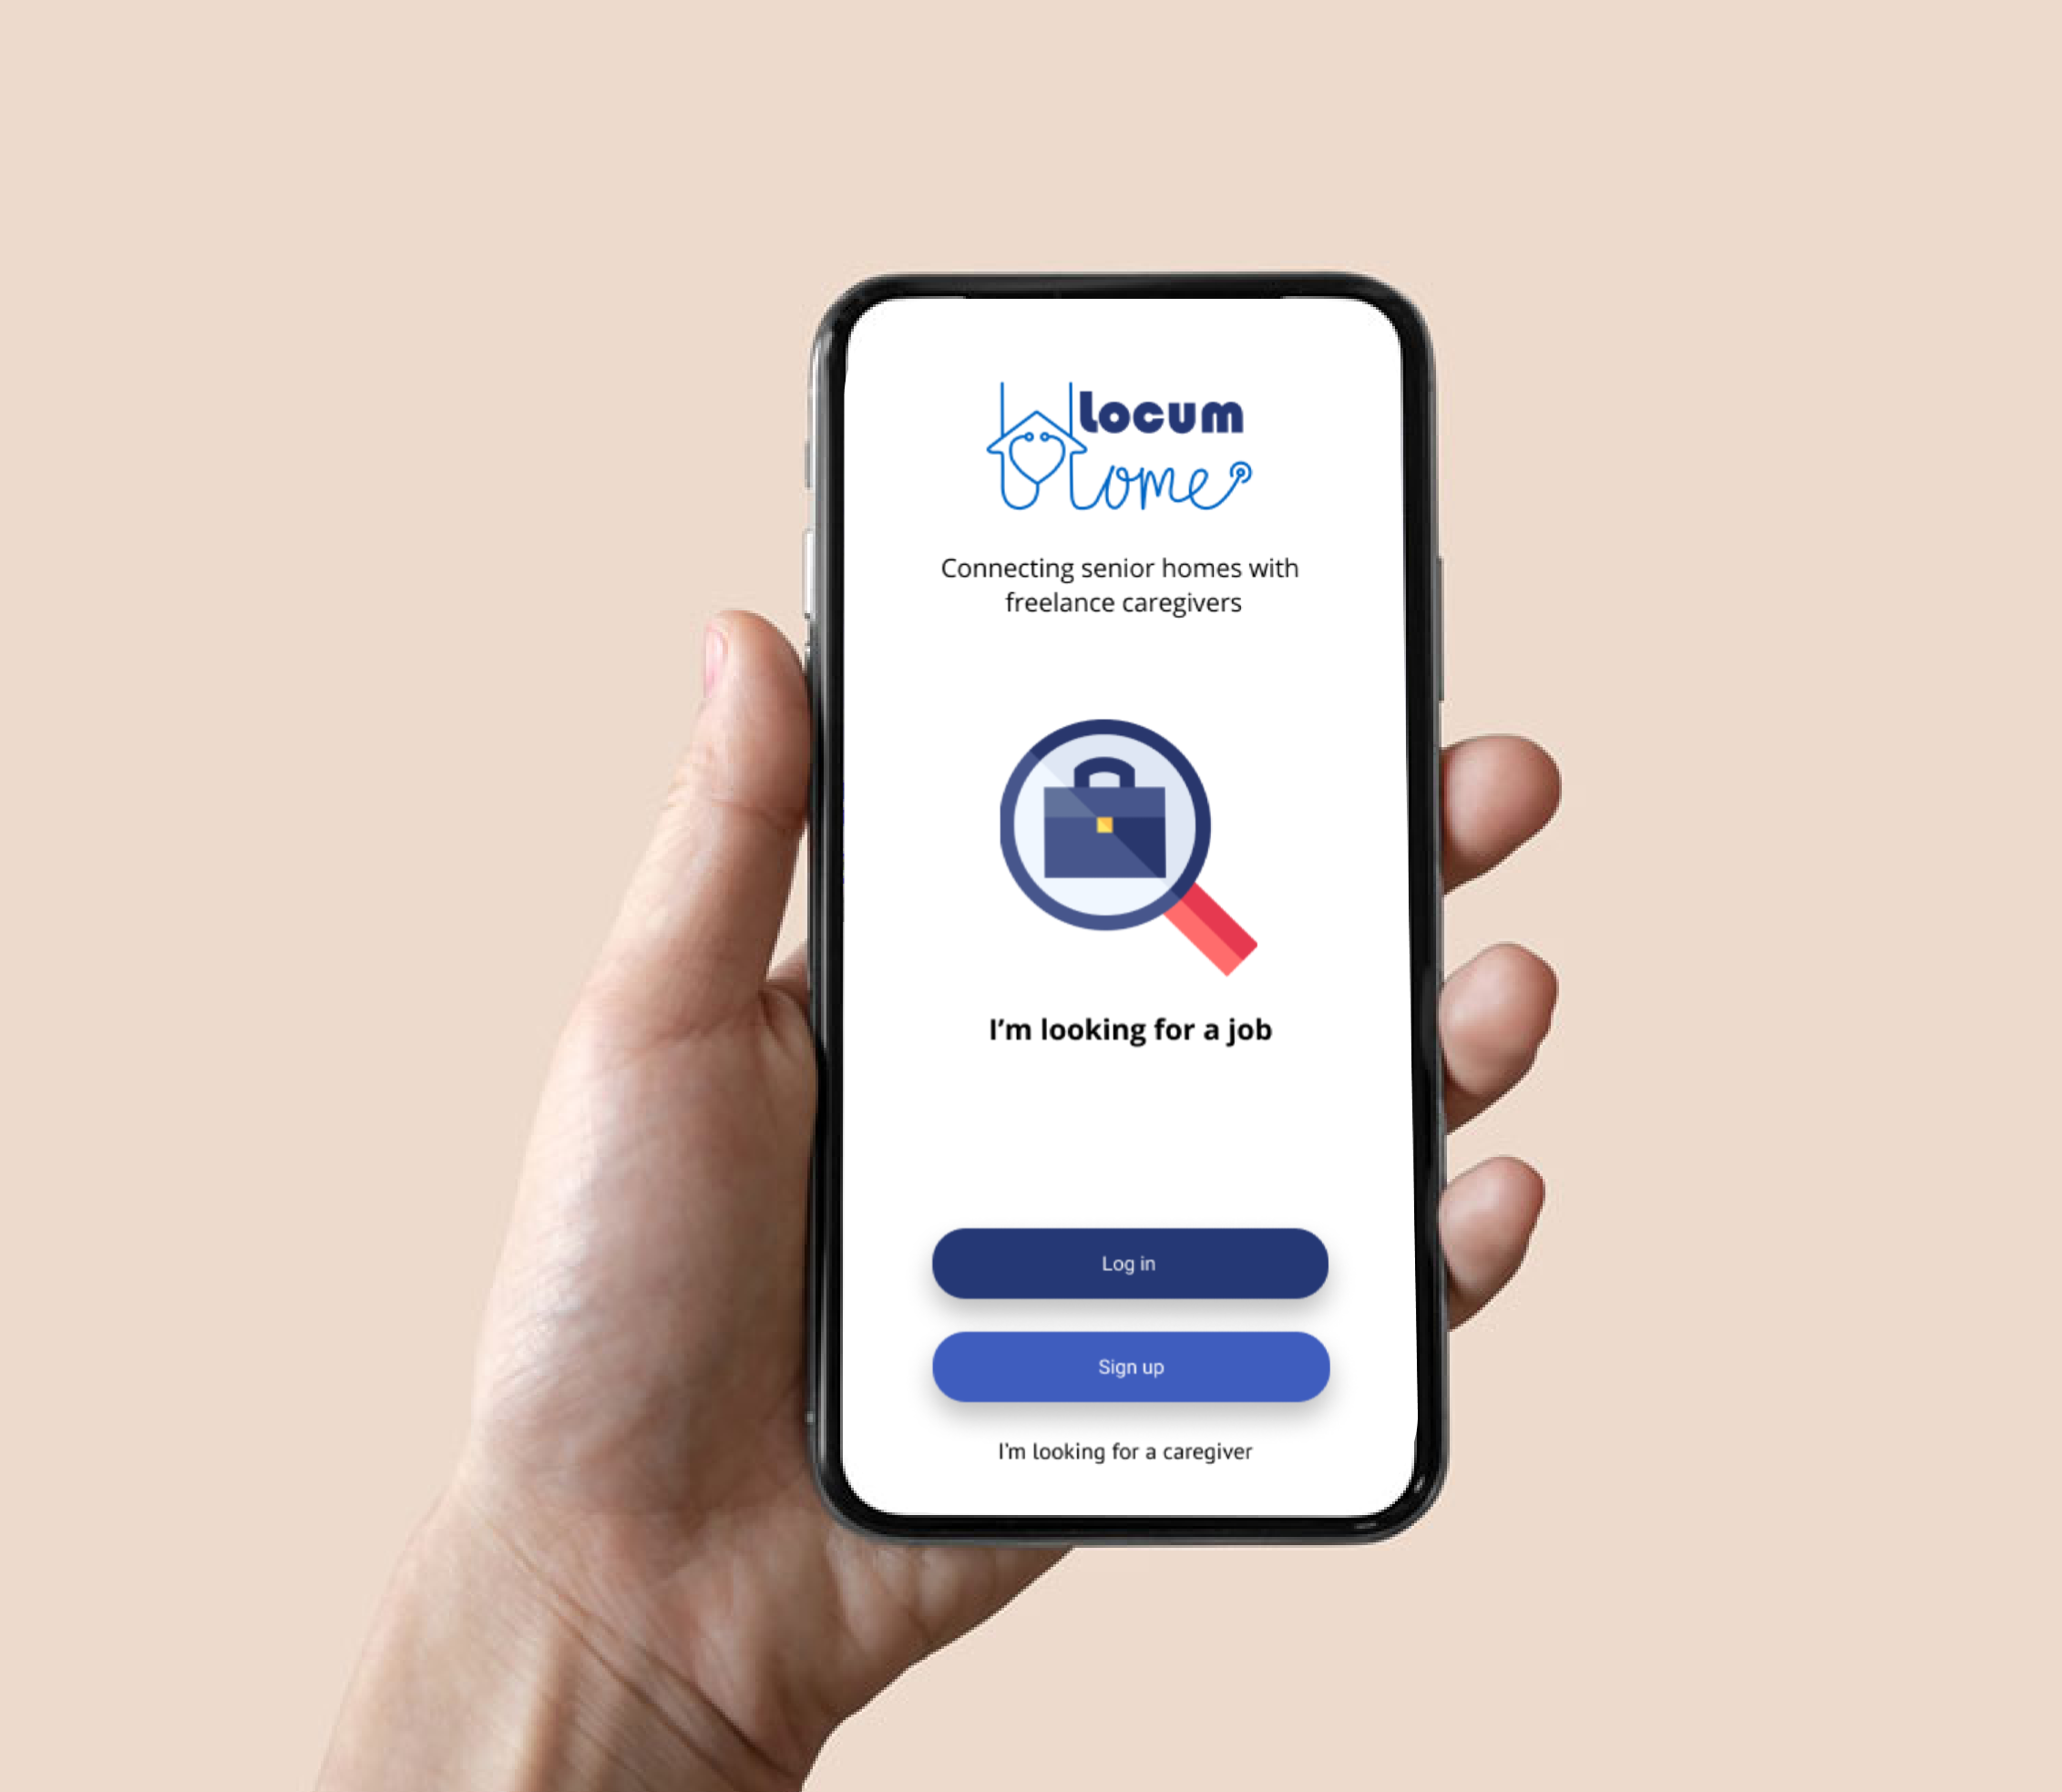 Locum
Home
Connecting senior homes with
freelance caregivers
I'm looking for a job
Log in
Sign up
I'm looking for a caregiver